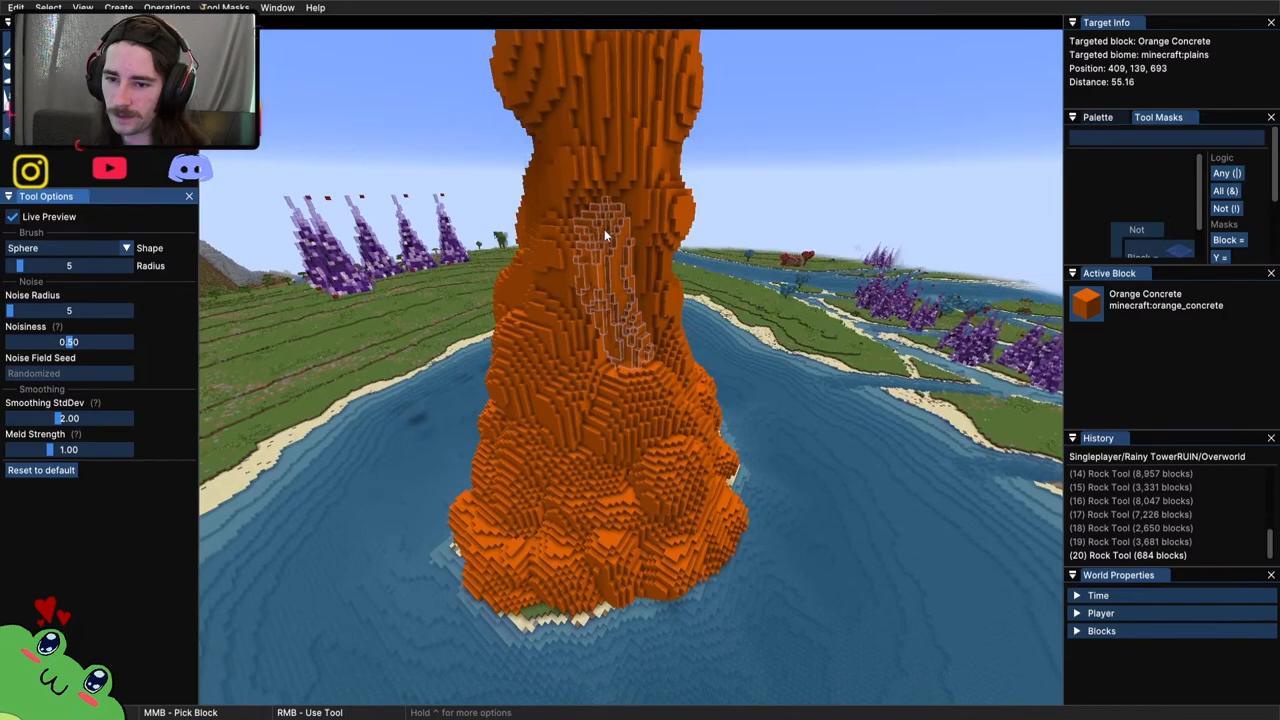 Edit Select View Create Operations Tool Masks Window Help
Target Info
Targeted block: Orange Concrete
Targeted biome: minecraft:plains
Position: 409, 139, 693
Distance: 55.16
Palette Tool Masks
Logic
Any (|)
All (&)
Not (!)
Masks
Not
Block =
Block =
Y =
Active Block
Orange Concrete
minecraft:orange_concrete
History
Singleplayer/Rainy TowerRUIN/Overworld
(14) Rock Tool (8,957 blocks)
(15) Rock Tool (3,331 blocks)
(16) Rock Tool (8,047 blocks)
(17) Rock Tool (7,226 blocks)
(18) Rock Tool (2,650 blocks)
(19) Rock Tool (3,681 blocks)
(20) Rock Tool (684 blocks)
World Properties
Time
Player
Blocks
Tool Options
Live Preview
Brush
Sphere Shape
5 Radius
Noise
Noise Radius
5
Noisiness (?)
0.50
Noise Field Seed
Randomized
Smoothing
Smoothing StdDev (?)
2.00
Meld Strength (?)
1.00
Reset to default
MMB - Pick Block RMB - Use Tool Hold ^ for more options